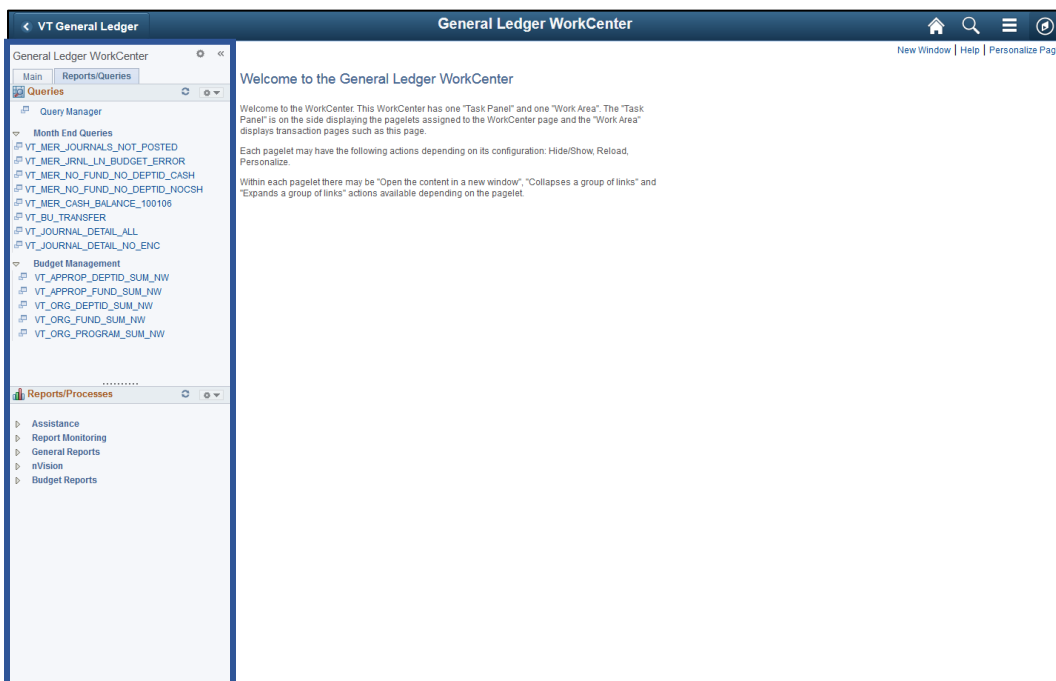 VT General Ledger
General Ledger WorkCenter
New Window | Help | Personalize Pag
General Ledger WorkCenter
Main
Reports/Queries
Queries
Query Manager
Month End Queries
VT_MER_JOURNALS_NOT_POSTED
VT_MER_JRNL_LN_BUDGET_ERROR
VT_MER_NO_FUND_NO_DEPTID_CASH
VT_MER_NO_FUND_NO_DEPTID_NOCSH
VT_MER_CASH_BALANCE_100106
VT_BU_TRANSFER
VT_JOURNAL_DETAIL_ALL
VT_JOURNAL_DETAIL_NO_ENC
Budget Management
VT_APPROP_DEPTID_SUM_NW
VT_APPROP_FUND_SUM_NW
VT_ORG_DEPTID_SUM_NW
VT_ORG_FUND_SUM_NW
VT_ORG_PROGRAM_SUM_NW
Reports/Processes
Assistance
Report Monitoring
General Reports
nVision
Budget Reports
Welcome to the General Ledger WorkCenter
Welcome to the WorkCenter. This WorkCenter has one "Task Panel" and one "Work Area". The "Task
Panel" is on the side displaying the pagelets assigned to the WorkCenter page and the "Work Area"
displays transaction pages such as this page.
Each pagelet may have the following actions depending on its configuration: Hide/Show, Reload,
Personalize.
Within each pagelet there may be "Open the content in a new window", "Collapses a group of links" and
"Expands a group of links" actions available depending on the pagelet.